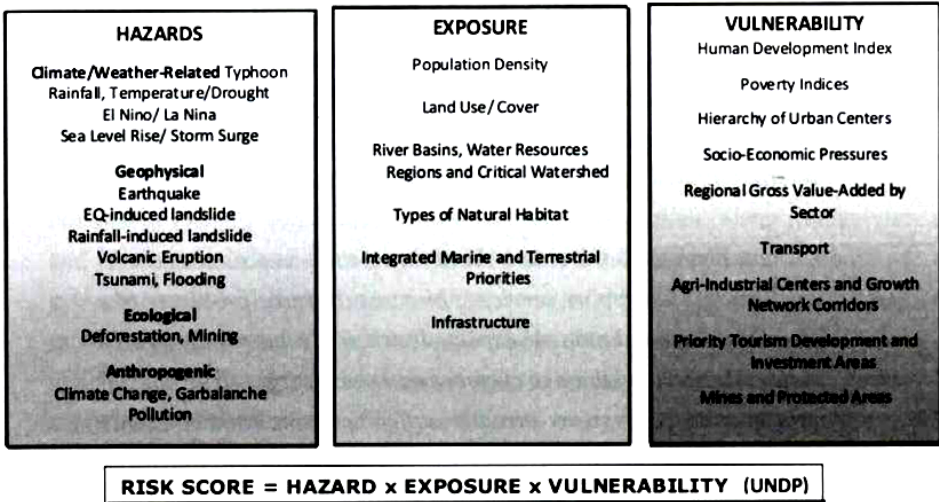 HAZARDS
Climate/Weather-Related Typhoon
Rainfall, Temperature/Drought
El Nino/ La Nina
Sea Level Rise/ Storm Surge
Geophysical
Earthquake
EQ-induced landslide
Rainfall-induced landslide
Volcanic Eruption
Tsunami, Flooding
Ecological
Deforestation, Mining
Anthropogenic
Climate Change, Garbalanche
Pollution
EXPOSURE
Population Density
Land Use/ Cover
River Basins, Water Resources
Regions and Critical Watershed
Types of Natural Habitat
Integrated Marine and Terrestrial
Priorities
Infrastructure
VULNERABILITY
Human Development Index
Poverty Indices
Hierarchy of Urban Centers
Socio-Economic Pressures
Regional Gross Value-Added by
Sector
Transport
Agri-Industrial Centers and Growth
Network Corridors
Priority Tourism Development and
Investment Areas
Mines and Protected Areas
RISK SCORE = HAZARD x EXPOSURE x VULNERABILITY (UNDP)